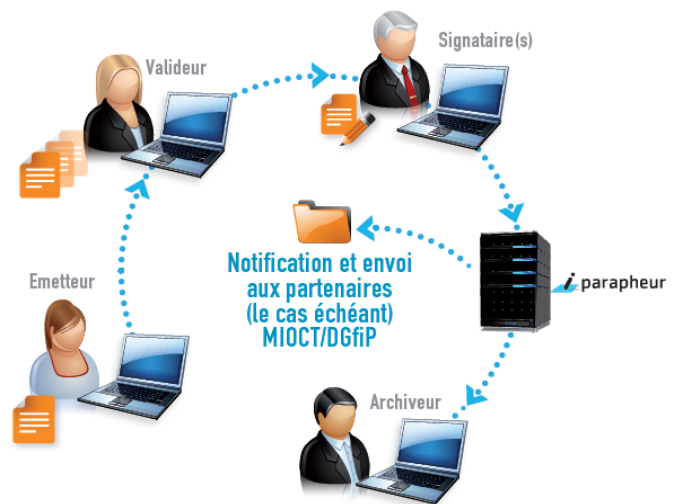 Valideur
Signataire(s)
Emetteur
Notification et envoi
aux partenaires
(le cas échéant)
MIOCT/DGfiP
i parapheur
Archiveur